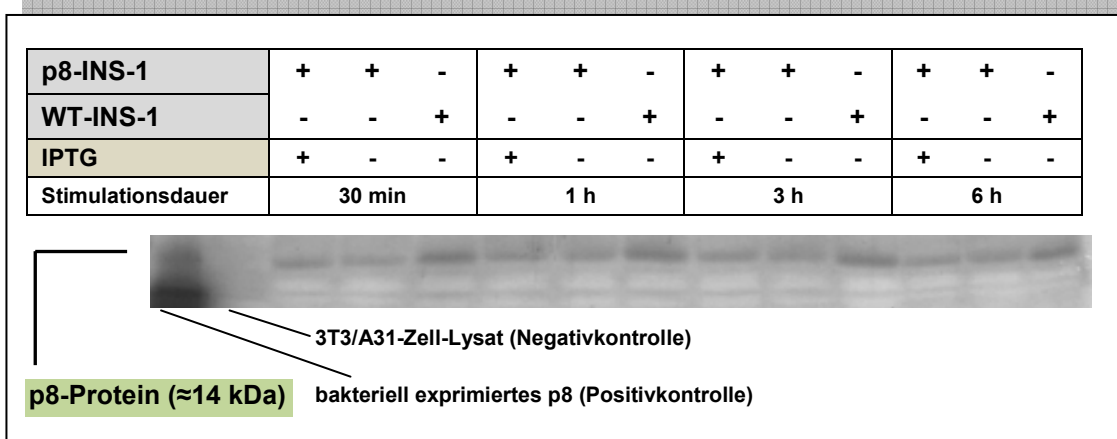 p8-INS-1 + + - + + - + + - + + -
WT-INS-1 - - + - - + - - + - - +
IPTG + - - + - - + - - + - -
Stimulationsdauer 30 min 1 h 3 h 6 h
3T3/A31-Zell-Lysat (Negativkontrolle)
p8-Protein (≈14 kDa) bakteriell exprimiertes p8 (Positivkontrolle)